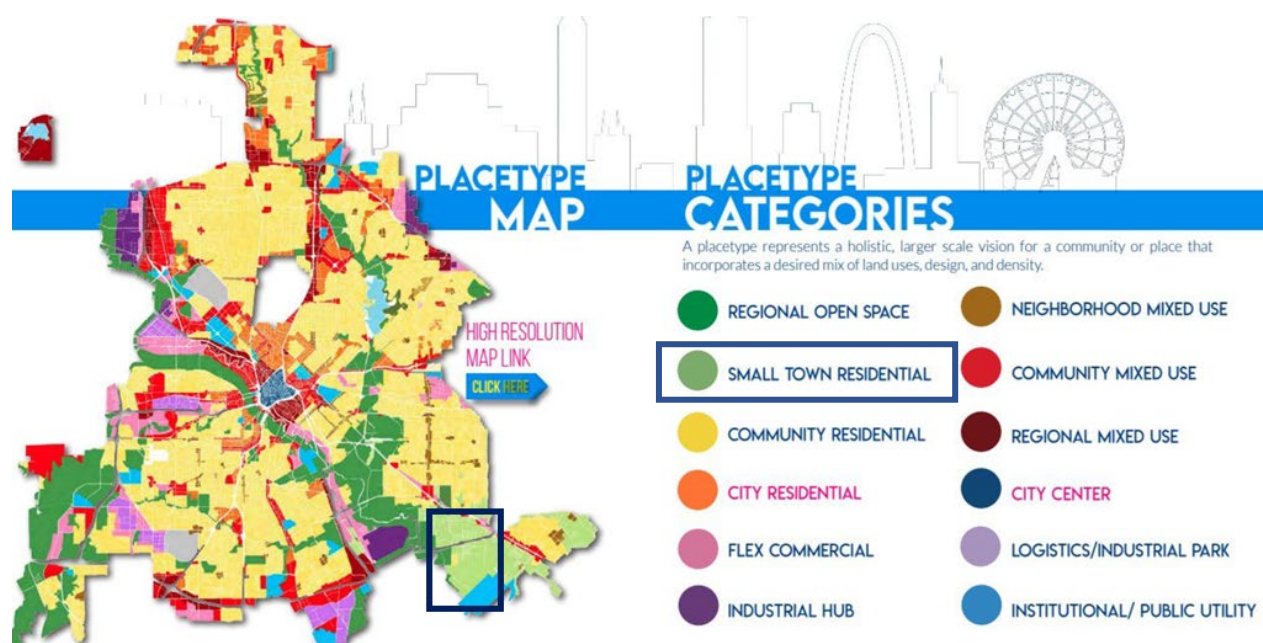 PLACETYPE
MAP
HIGH RESOLUTION
MAP LINK
CLICK HERE
PLACETYPE
CATEGORIES
A placetype represents a holistic, larger scale vision for a community or place that
incorporates a desired mix of land uses, design, and density.
REGIONAL OPEN SPACE
SMALL TOWN RESIDENTIAL
COMMUNITY RESIDENTIAL
CITY RESIDENTIAL
FLEX COMMERCIAL
INDUSTRIAL HUB
NEIGHBORHOOD MIXED USE
COMMUNITY MIXED USE
REGIONAL MIXED USE
CITY CENTER
LOGISTICS/INDUSTRIAL PARK
INSTITUTIONAL/ PUBLIC UTILITY